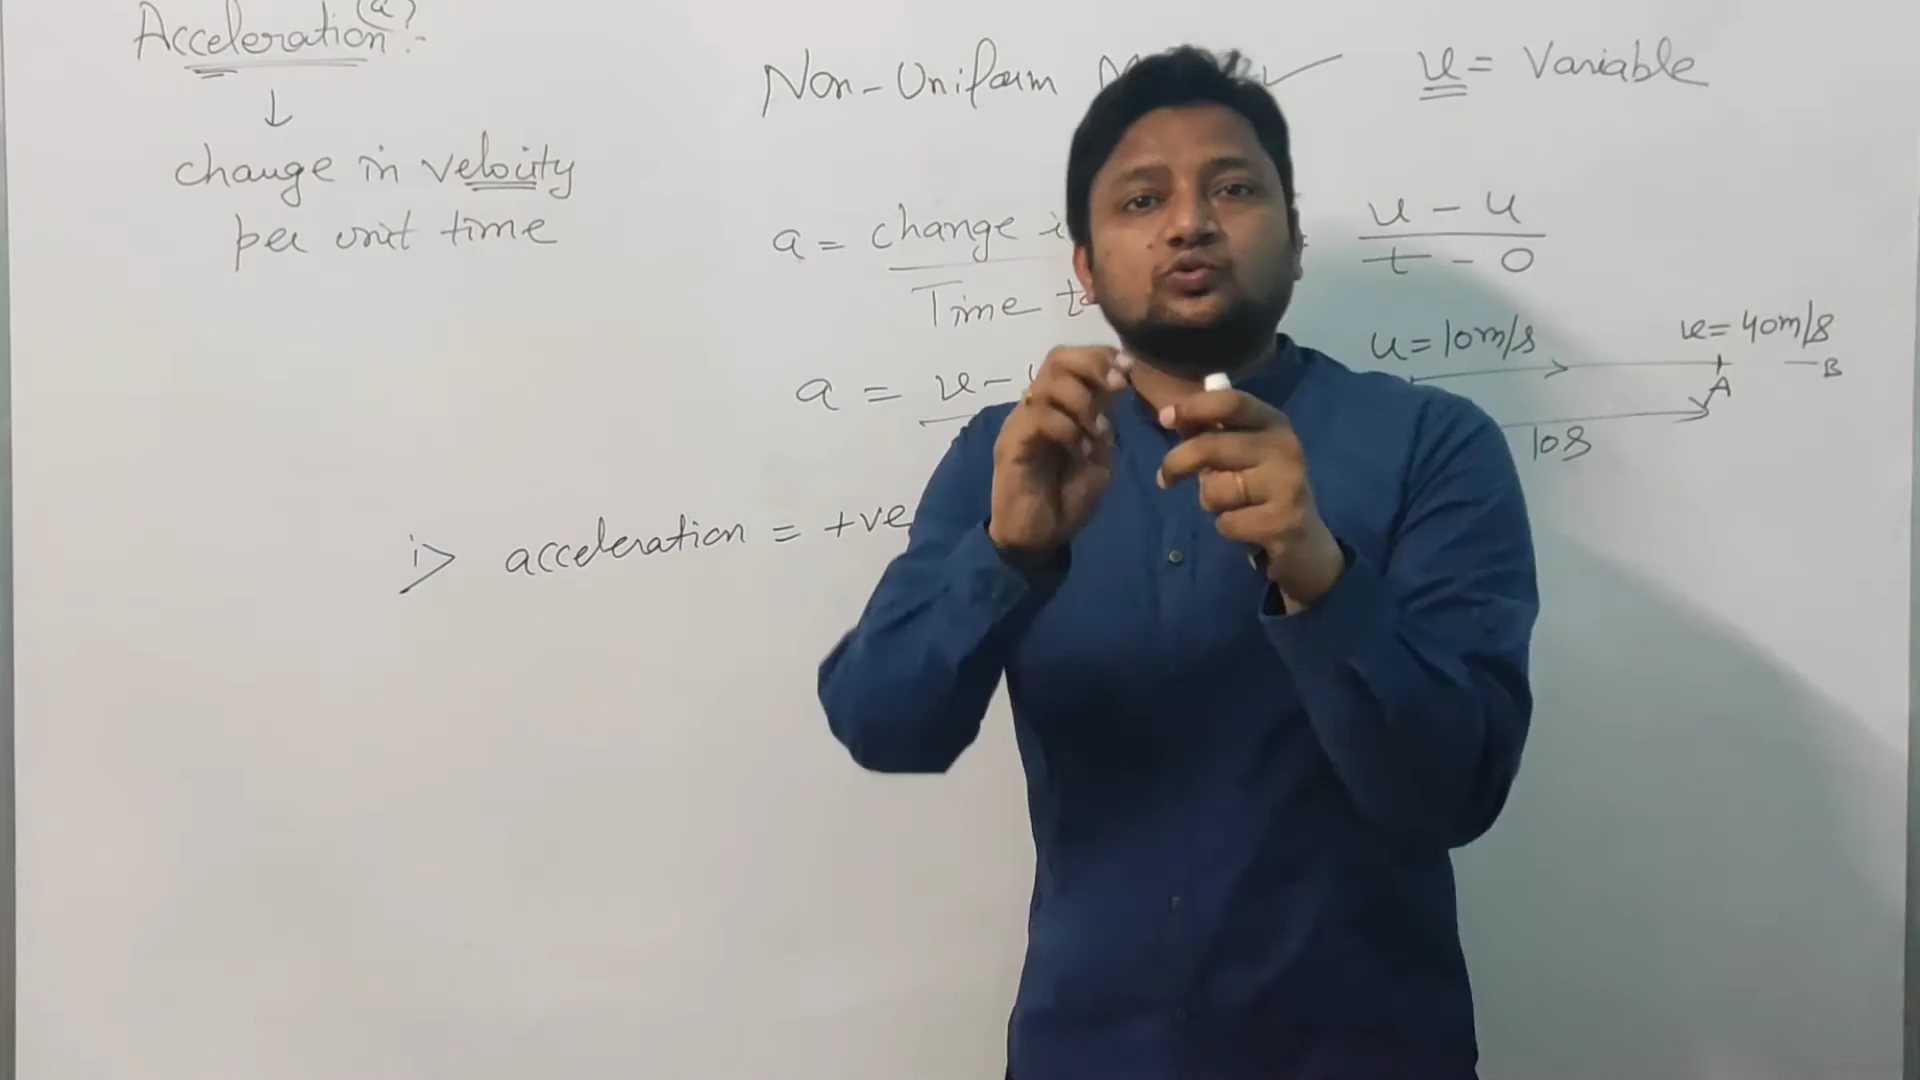 Acceleration :-
(a)
↓
change in velocity
per unit time
Non-Uniform
v = Variable
a = change = v - u
Time t - 0
a = v -
u = 10m/s v = 40m/s
A B
10s
i> acceleration = +ve